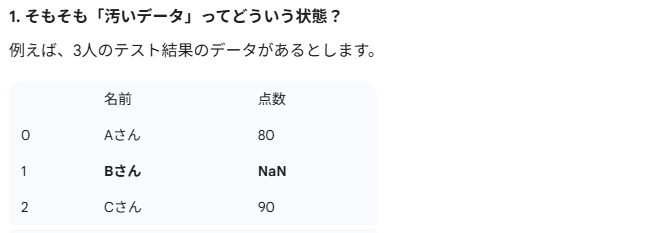 1. そもそも「汚いデータ」ってどういう状態？
例えば、3人のテスト結果のデータがあるとします。
名前 点数
0 Aさん 80
1 Bさん NaN
2 Cさん 90